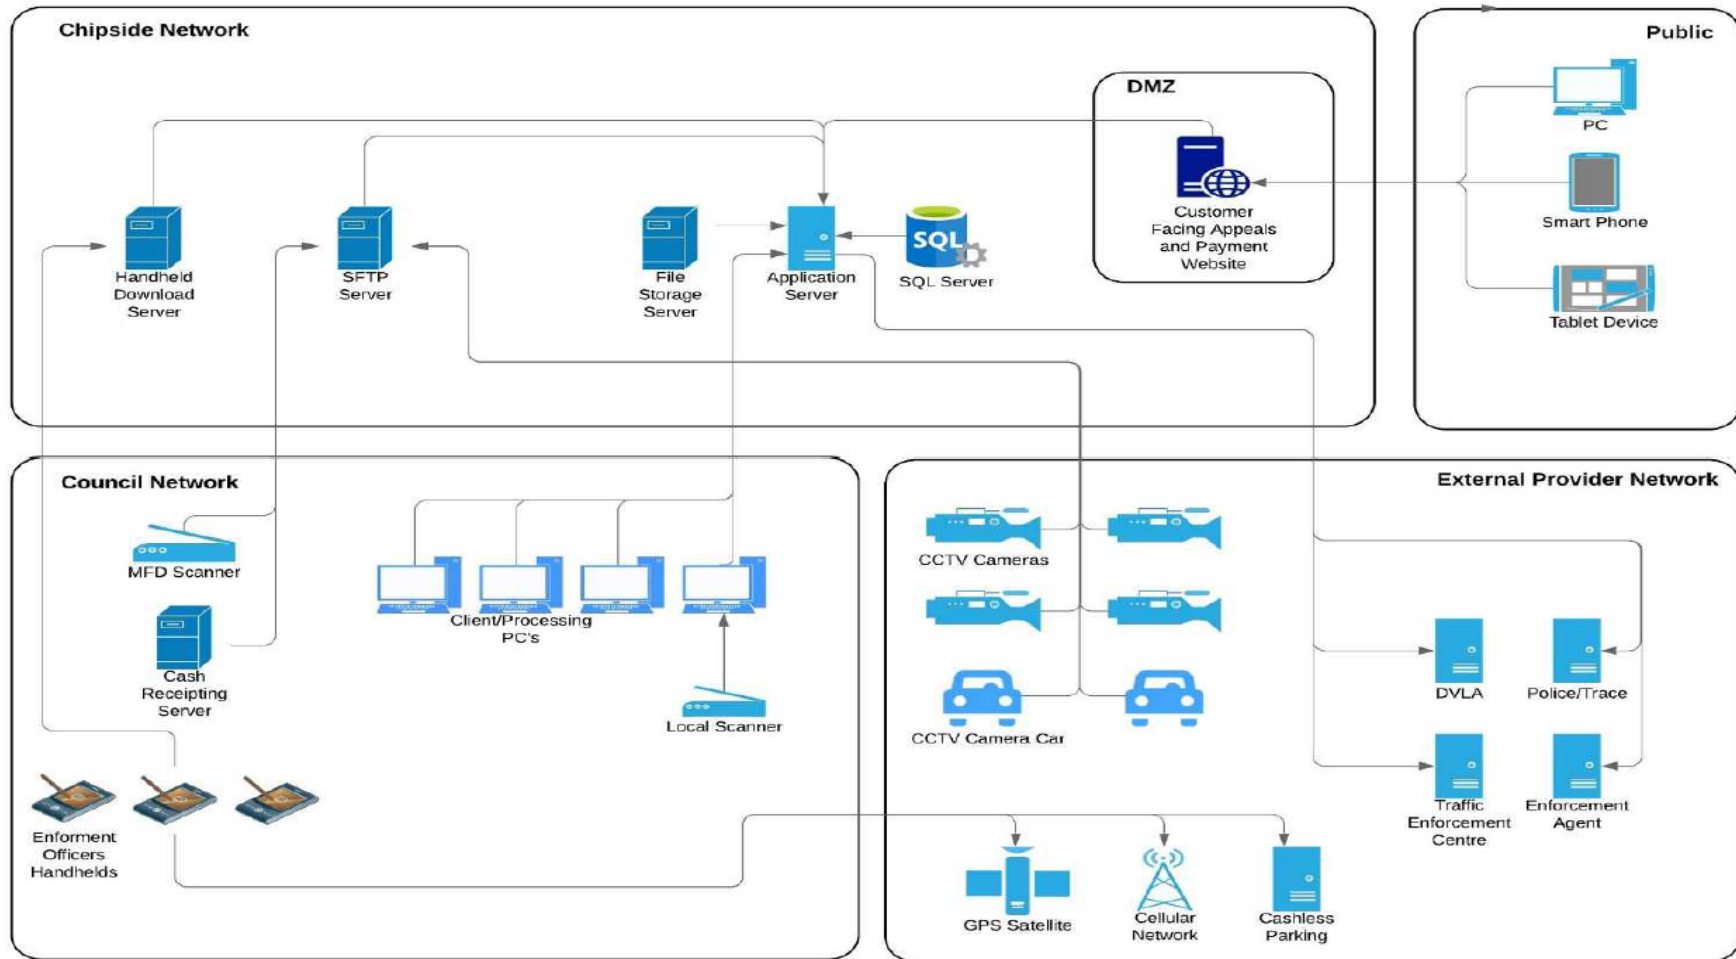 Chipside Network
Public
DMZ
PC
Customer
Facing Appeals
and Payment
Website
Smart Phone
Tablet Device
Handheld
Download
Server
SFTP
Server
File
Storage
Server
Application
Server
SQL
SQL Server
Council Network
MFD Scanner
Cash
Receipting
Server
Client/Processing
PC's
Local Scanner
Enforment
Officers
Handhelds
External Provider Network
CCTV Cameras
CCTV Camera Car
DVLA
Police/Trace
Traffic
Enforcement
Centre
Enforcement
Agent
GPS Satellite
Cellular
Network
Cashless
Parking